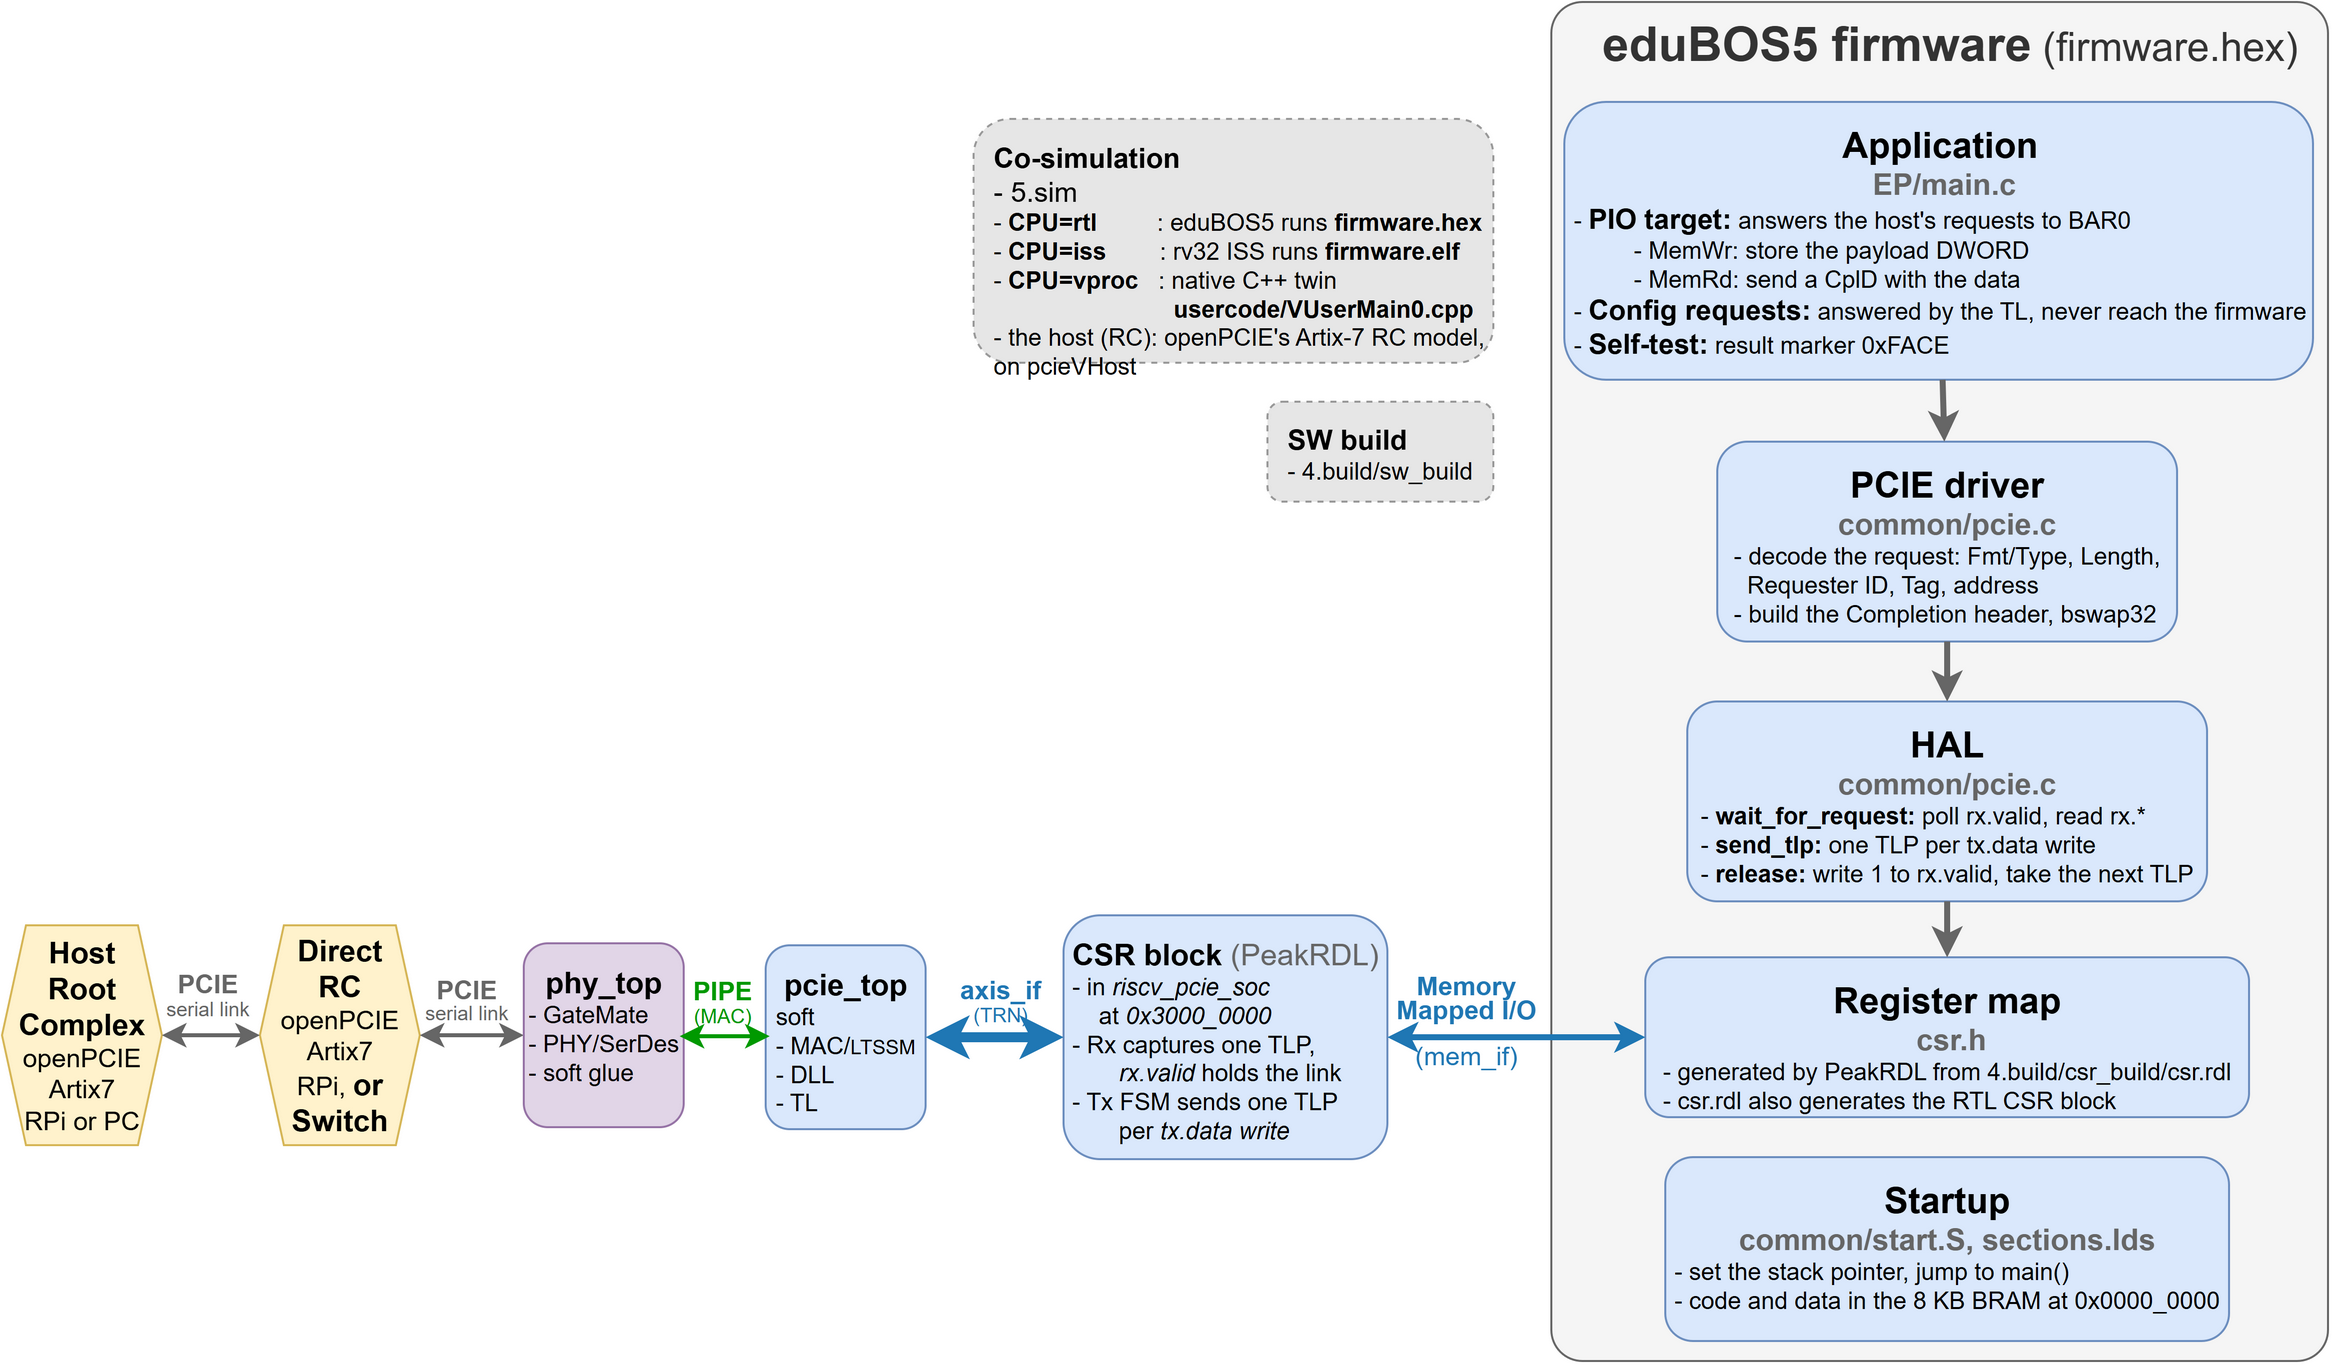 eduBOS5 firmware (firmware.hex)
Application
EP/main.c
- PIO target: answers the host's requests to BAR0
- MemWr: store the payload DWORD
- MemRd: send a CplD with the data
- Config requests: answered by the TL, never reach the firmware
- Self-test: result marker 0xFACE
Co-simulation
- 5.sim
- CPU=rtl : eduBOS5 runs firmware.hex
- CPU=iss : rv32 ISS runs firmware.elf
- CPU=vproc : native C++ twin
usercode/VUserMain0.cpp
- the host (RC): openPCIE's Artix-7 RC model,
on pcieVHost
SW build
- 4.build/sw_build
PCIE driver
common/pcie.c
- decode the request: Fmt/Type, Length,
Requester ID, Tag, address
- build the Completion header, bswap32
HAL
common/pcie.c
- wait_for_request: poll rx.valid, read rx.*
- send_tlp: one TLP per tx.data write
- release: write 1 to rx.valid, take the next TLP
Host
Root
Complex
openPCIE
Artix7
RPi or PC
PCIE
serial link
Direct
RC
openPCIE
Artix7
RPi, or
Switch
PCIE
serial link
phy_top
- GateMate
- PHY/SerDes
- soft glue
PIPE
(MAC)
pcie_top
soft
- MAC/LTSSM
- DLL
- TL
axis_if
(TRN)
CSR block (PeakRDL)
- in riscv_pcie_soc
at 0x3000_0000
- Rx captures one TLP,
rx.valid holds the link
- Tx FSM sends one TLP
per tx.data write
Memory
Mapped I/O
(mem_if)
Register map
csr.h
- generated by PeakRDL from 4.build/csr_build/csr.rdl
- csr.rdl also generates the RTL CSR block
Startup
common/start.S, sections.lds
- set the stack pointer, jump to main()
- code and data in the 8 KB BRAM at 0x0000_0000